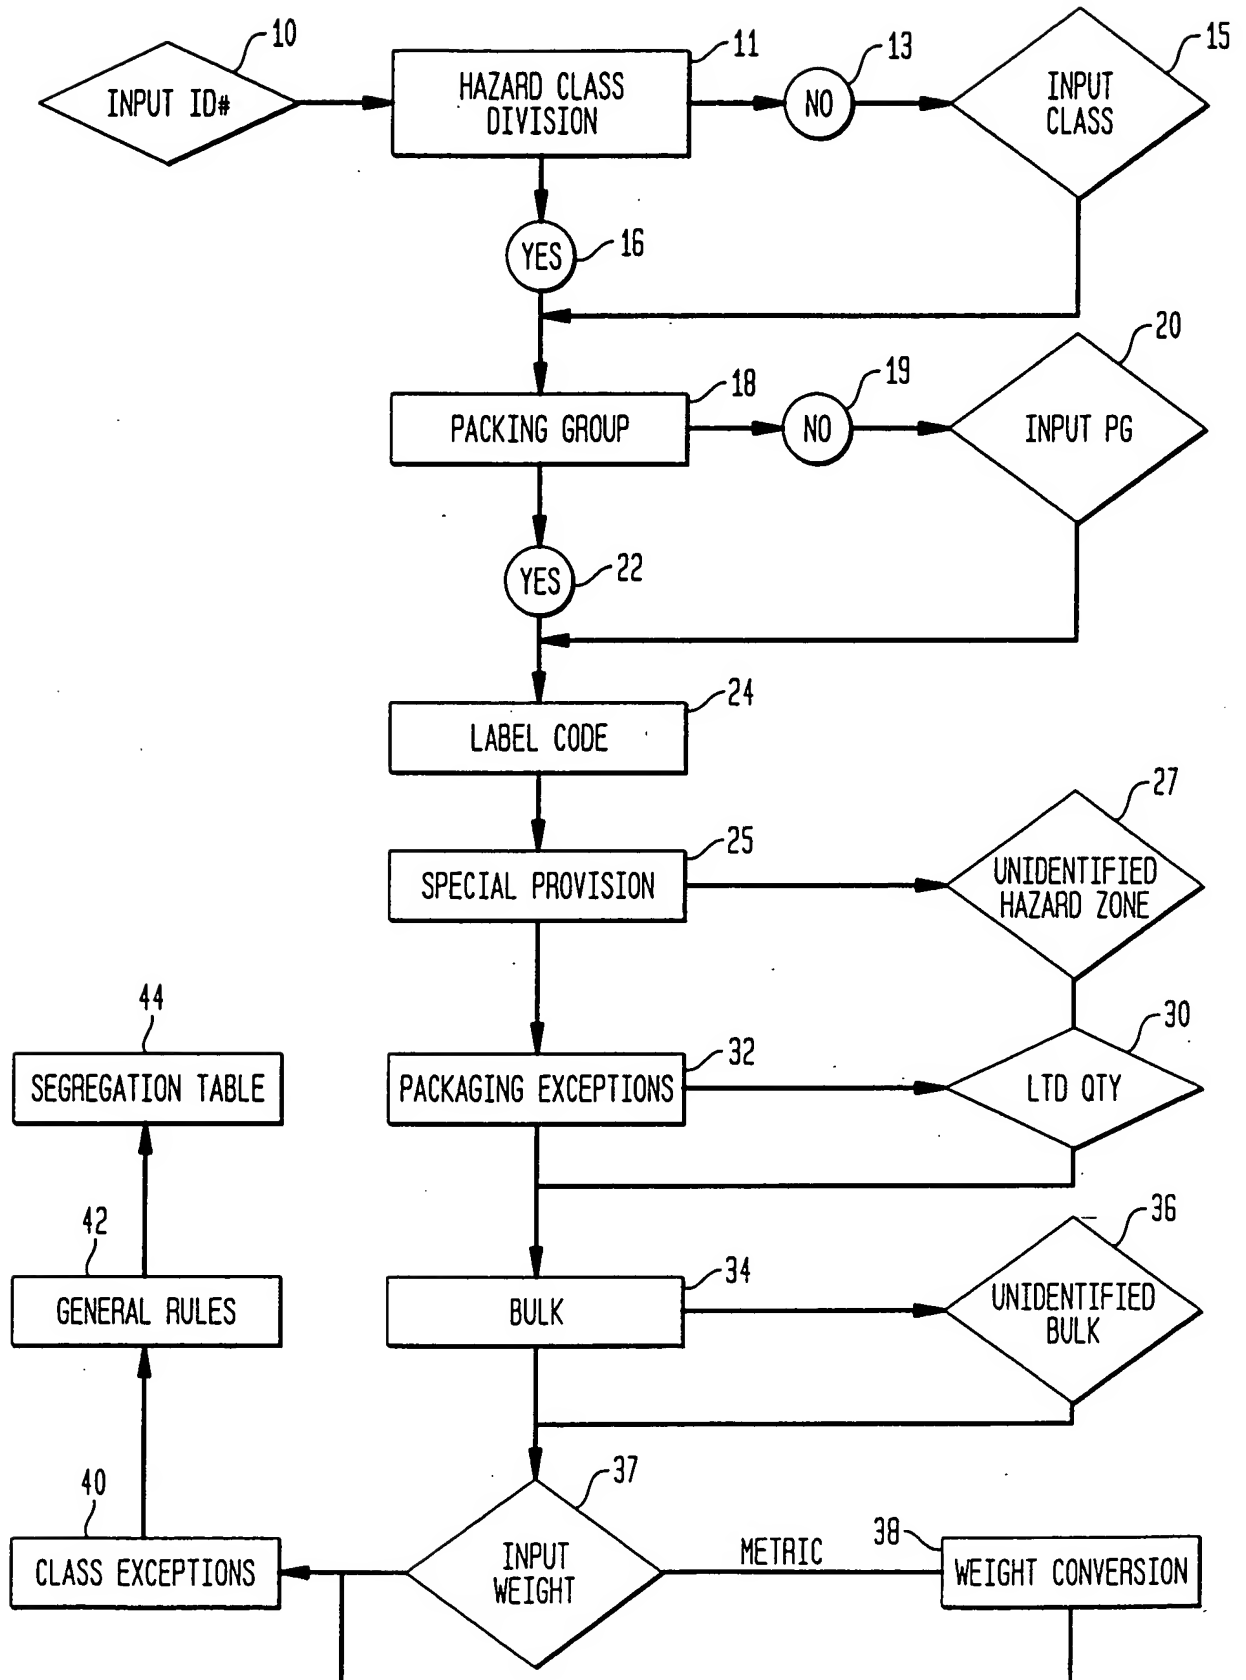 10
INPUT ID#
11
HAZARD CLASS
DIVISION
13
NO
15
INPUT
CLASS
YES
16
18
PACKING GROUP
19
NO
20
INPUT PG
YES
22
24
LABEL CODE
25
SPECIAL PROVISION
27
UNIDENTIFIED
HAZARD ZONE
32
PACKAGING EXCEPTIONS
30
LTD QTY
34
BULK
36
UNIDENTIFIED
BULK
37
INPUT
WEIGHT
METRIC
38
WEIGHT CONVERSION
40
CLASS EXCEPTIONS
42
GENERAL RULES
44
SEGREGATION TABLE